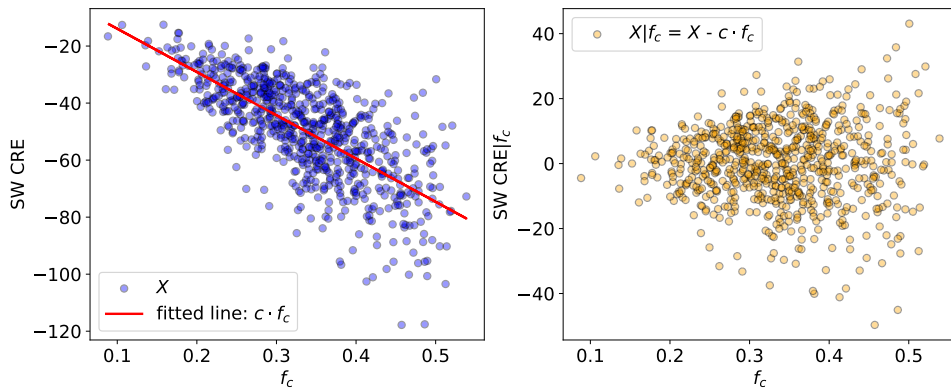 −20
−40
−60
−80
−100
−120
SW CRE
X
fitted line: c · f_c
0.1 0.2 0.3 0.4 0.5
f_c
40
20
0
−20
−40
SW CRE|f_c
X|f_c = X - c · f_c
0.1 0.2 0.3 0.4 0.5
f_c